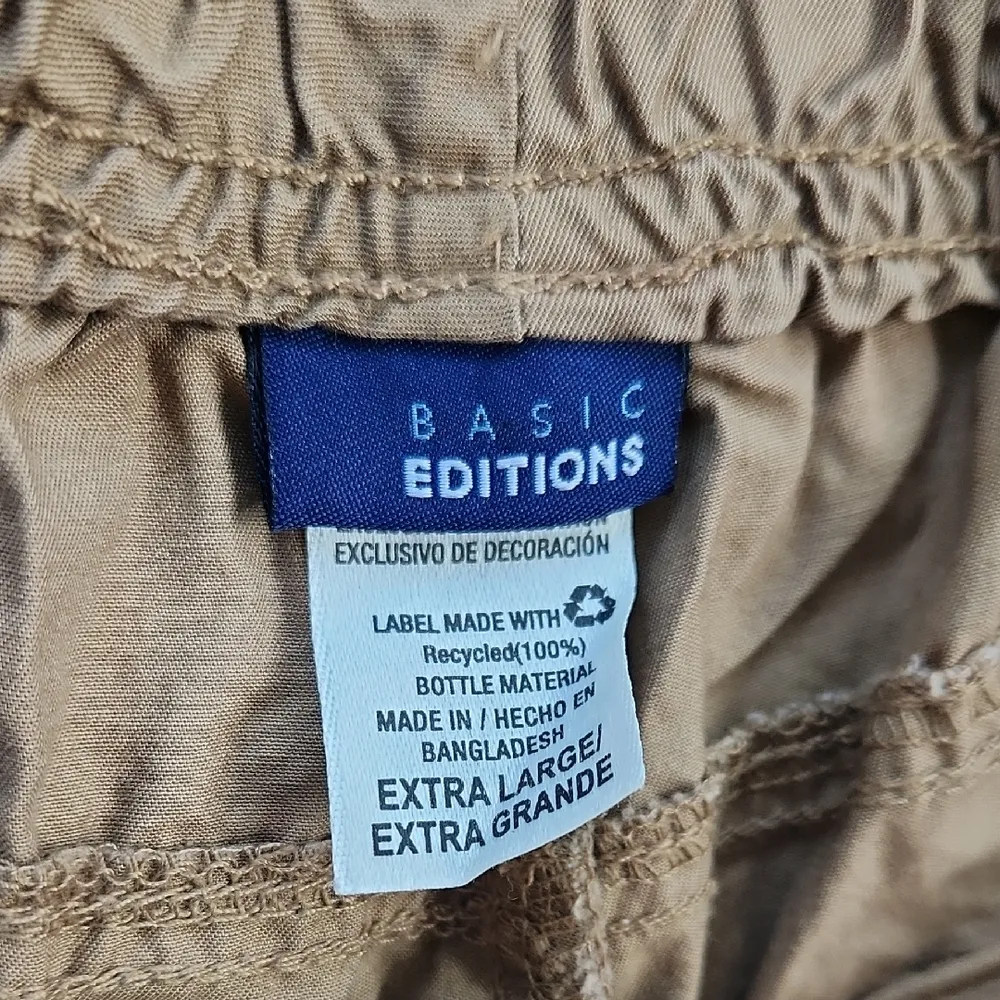 BASIC
EDITIONS
EXCLUSIVO DE DECORACIÓN
LABEL MADE WITH
Recycled(100%)
BOTTLE MATERIAL
MADE IN / HECHO EN
BANGLADESH
EXTRA LARGE/
EXTRA GRANDE